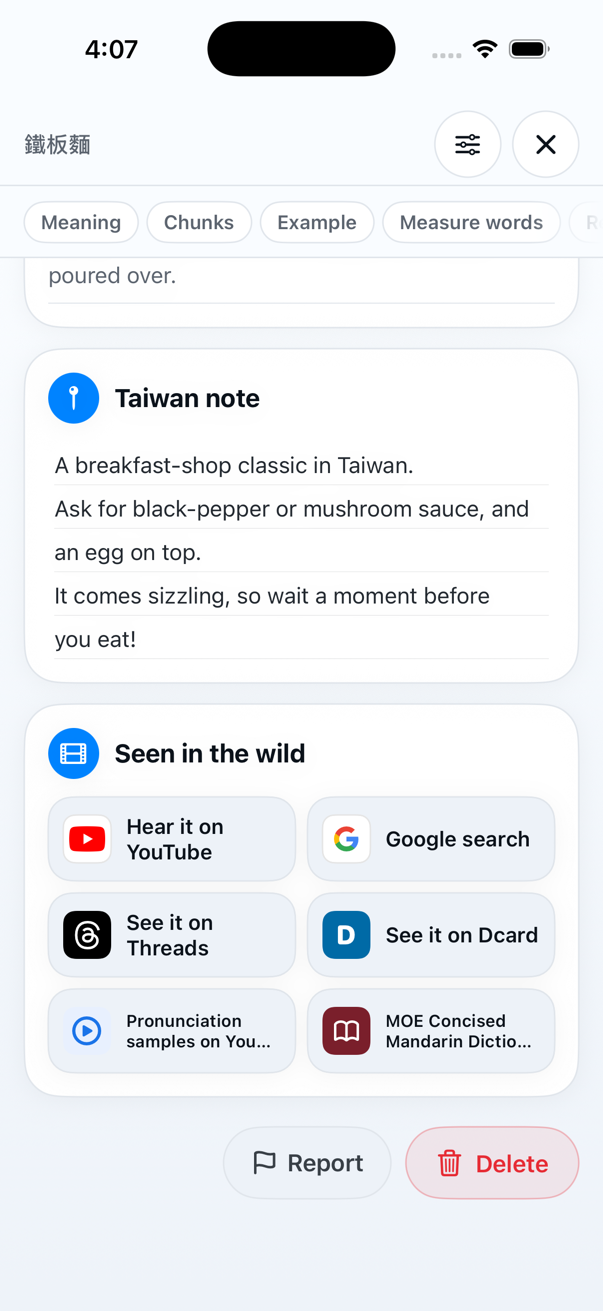 4:07
鐵板麵
Meaning
Chunks
Example
Measure words
poured over.
Taiwan note
A breakfast-shop classic in Taiwan.
Ask for black-pepper or mushroom sauce, and
an egg on top.
It comes sizzling, so wait a moment before
you eat!
Seen in the wild
Hear it on
YouTube
Google search
See it on
Threads
D
See it on Dcard
Pronunciation
samples on You...
MOE Concised
Mandarin Dictio...
Report
Delete